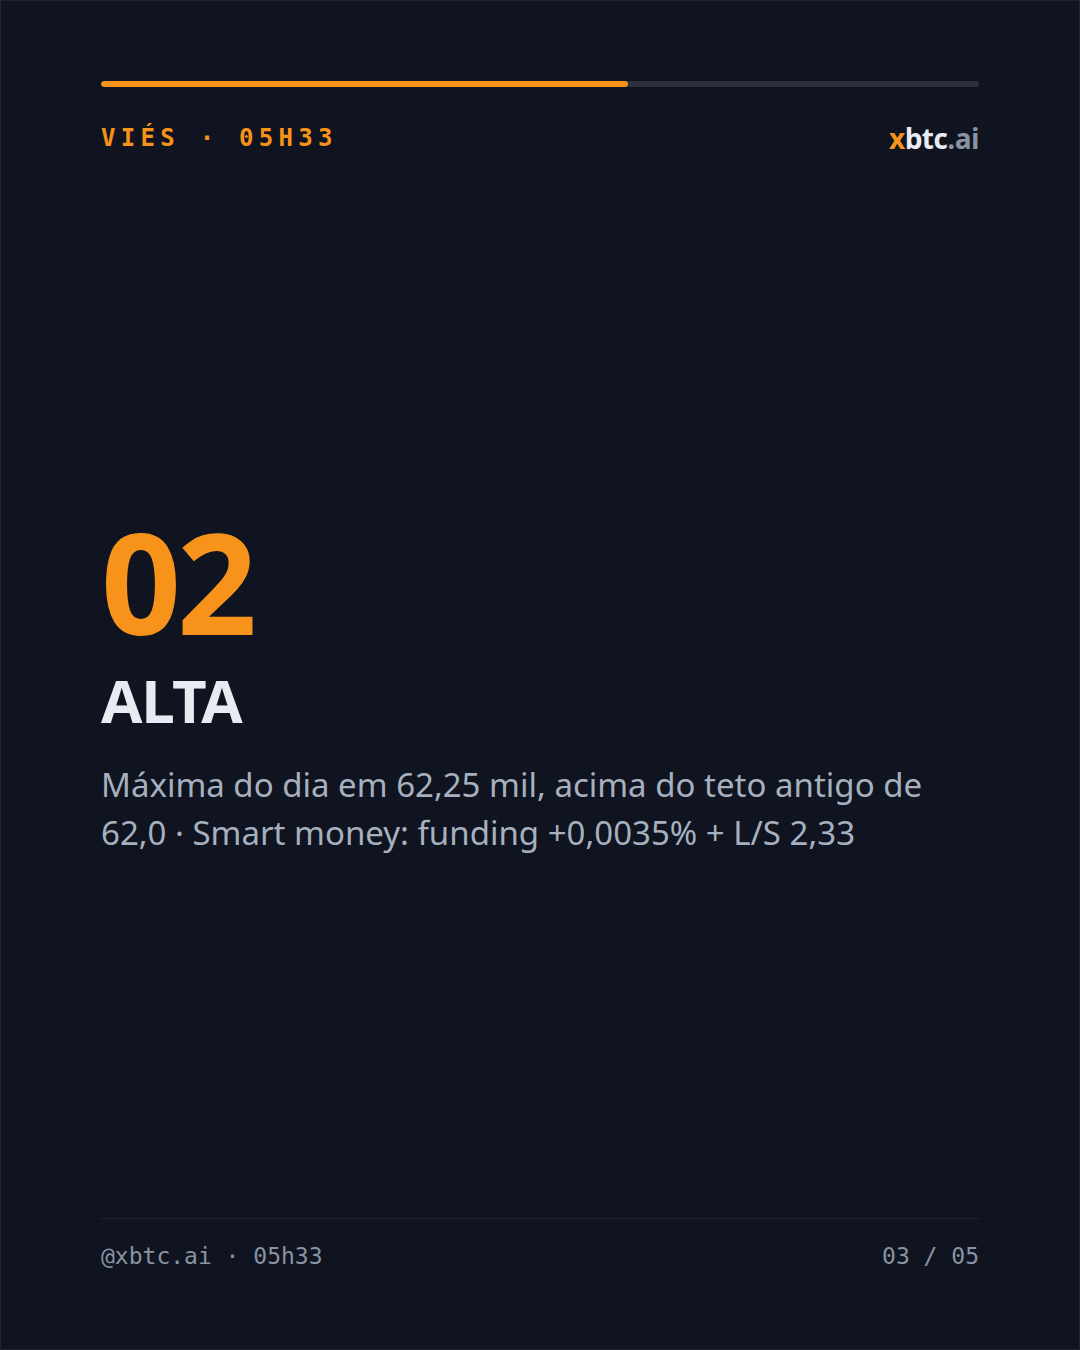 VIÉS · 05H33
xbtc.ai
02
ALTA
Máxima do dia em 62,25 mil, acima do teto antigo de
62,0 · Smart money: funding +0,0035% + L/S 2,33
@xbtc.ai · 05h33
03 / 05